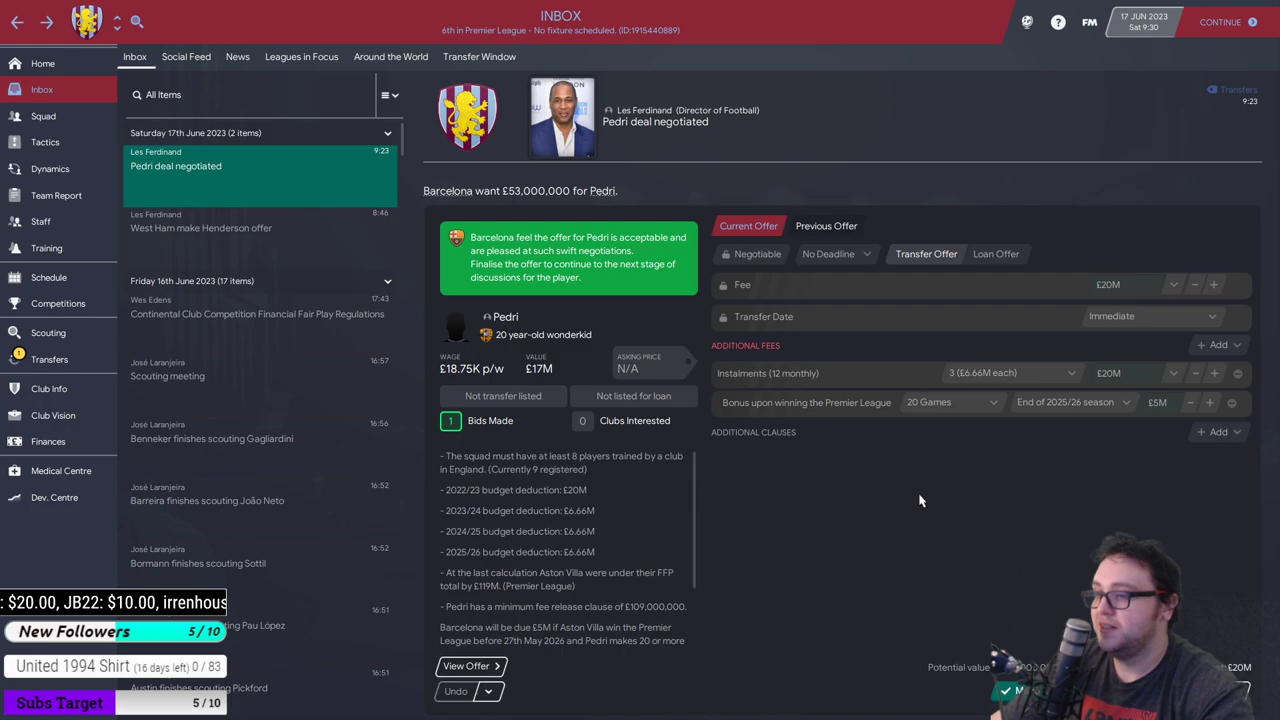 INBOX
6th in Premier League - No fixture scheduled. (ID:1915440889)
FM
17 JUN 2023
Sat 9:30
CONTINUE
Home
Inbox
Squad
Tactics
Dynamics
Team Report
Staff
Training
Schedule
Competitions
Scouting
1
Transfers
Club Info
Club Vision
Finances
Medical Centre
Dev. Centre
Inbox
Social Feed
News
Leagues in Focus
Around the World
Transfer Window
All Items
Saturday 17th June 2023 (2 items)
Les Ferdinand
9:23
Pedri deal negotiated
Les Ferdinand
8:46
West Ham make Henderson offer
Friday 16th June 2023 (17 items)
Wes Edens
17:43
Continental Club Competition Financial Fair Play Regulations
José Laranjeira
16:57
Scouting meeting
José Laranjeira
16:56
Benneker finishes scouting Gagliardini
José Laranjeira
16:52
Barreira finishes scouting João Neto
José Laranjeira
16:52
Bormann finishes scouting Sottil
16:51
ting Pau López
16:51
Austin finishes scouting Pickford
Les Ferdinand (Director of Football)
Pedri deal negotiated
Transfers
9:23
Barcelona want £53,000,000 for Pedri.
Barcelona feel the offer for Pedri is acceptable and
are pleased at such swift negotiations.
Finalise the offer to continue to the next stage of
discussions for the player.
Pedri
20 year-old wonderkid
WAGE
£18.75K p/w
VALUE
£17M
ASKING PRICE
N/A
Not transfer listed
Not listed for loan
1
Bids Made
0
Clubs Interested
- The squad must have at least 8 players trained by a club
in England. (Currently 9 registered)
- 2022/23 budget deduction: £20M
- 2023/24 budget deduction: £6.66M
- 2024/25 budget deduction: £6.66M
- 2025/26 budget deduction: £6.66M
- At the last calculation Aston Villa were under their FFP
total by £119M. (Premier League)
- Pedri has a minimum fee release clause of £109,000,000.
Barcelona will be due £5M if Aston Villa win the Premier
League before 27th May 2026 and Pedri makes 20 or more
View Offer
Undo
Current Offer
Previous Offer
Negotiable
No Deadline
Transfer Offer
Loan Offer
Fee
£20M
Transfer Date
Immediate
ADDITIONAL FEES
Add
Instalments (12 monthly)
3 (£6.66M each)
£20M
Bonus upon winning the Premier League
20 Games
End of 2025/26 season
£5M
ADDITIONAL CLAUSES
Add
Potential value
£20M
: $20.00, JB22: $10.00, irrenhous
New Followers
5 / 10
United 1994 Shirt (16 days left) 0 / 83
Subs Target
5 / 10